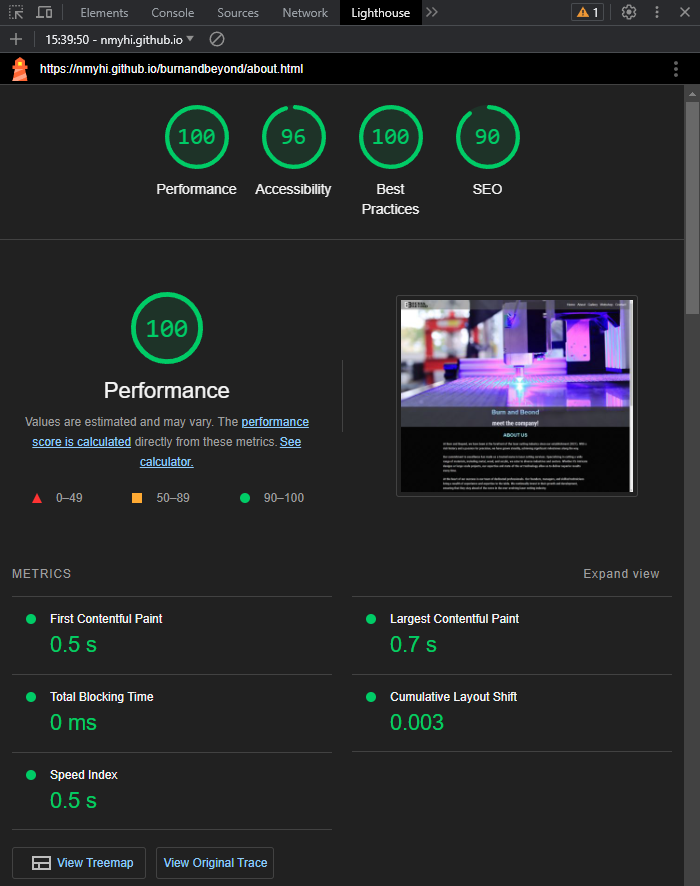 Elements Console Sources Network Lighthouse 1
15:39:50 - nmyhi.github.io
https://nmyhi.github.io/burnandbeyond/about.html
100 96 100 90
Performance Accessibility Best Practices SEO
100
Performance
Values are estimated and may vary. The performance
score is calculated directly from these metrics. See
calculator.
0–49 50–89 90–100
Burn and Beond
meet the company!
ABOUT US
METRICS Expand view
First Contentful Paint
0.5 s
Largest Contentful Paint
0.7 s
Total Blocking Time
0 ms
Cumulative Layout Shift
0.003
Speed Index
0.5 s
View Treemap View Original Trace